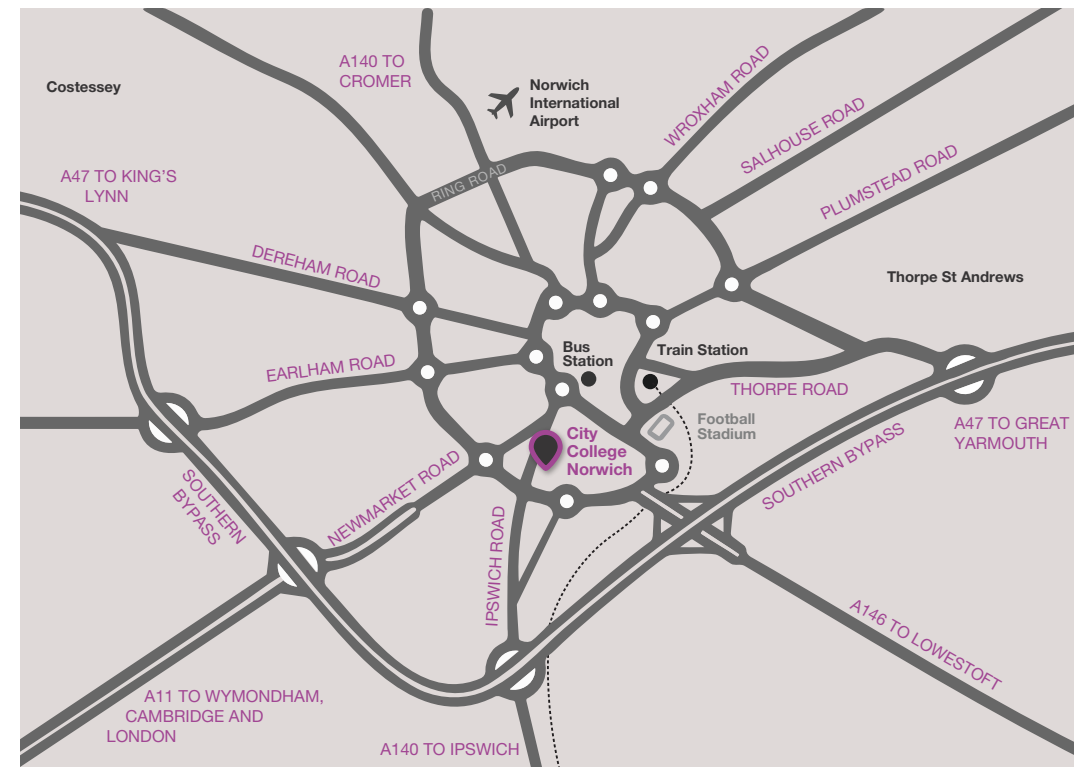 A140 TO
CROMER
Costessey
Norwich
International
Airport
WROXHAM ROAD
SALHOUSE ROAD
PLUMSTEAD ROAD
A47 TO KING'S
LYNN
RING ROAD
DEREHAM ROAD
Thorpe St Andrews
Bus
Station
Train Station
EARLHAM ROAD
THORPE ROAD
Football
Stadium
A47 TO GREAT
YARMOUTH
City
College
Norwich
SOUTHERN BYPASS
SOUTHERN
BYPASS
NEWMARKET ROAD
IPSWICH ROAD
A146 TO LOWESTOFT
A11 TO WYMONDHAM,
CAMBRIDGE AND
LONDON
A140 TO IPSWICH